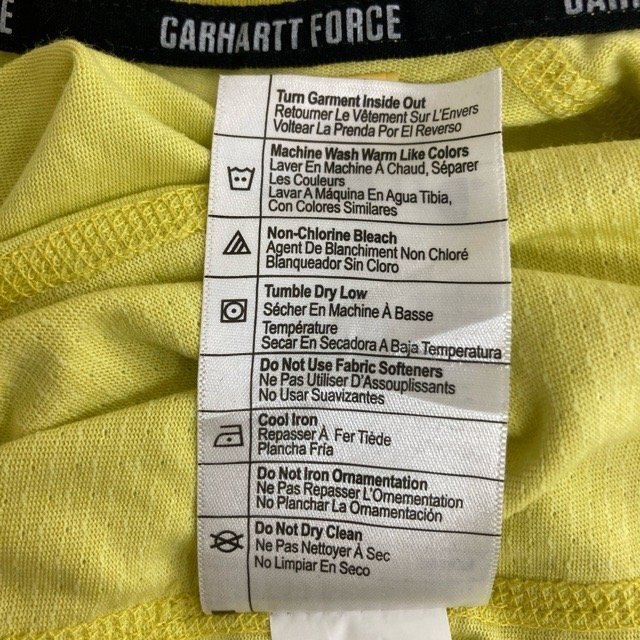 CE
CARHARTT FORCE
CA
Turn Garment Inside Out
Retourner Le Vêtement Sur L'Envers
Voltear La Prenda Por El Reverso
Machine Wash Warm Like Colors
Laver En Machine À Chaud, Séparer
Les Couleurs
Lavar A Máquina En Agua Tibia,
Con Colores Similares
Non-Chlorine Bleach
Agent De Blanchiment Non Chloré
Blanqueador Sin Cloro
Tumble Dry Low
Sécher En Machine À Basse
Température
Secar En Secadora A Baja Temperatura
Do Not Use Fabric Softeners
Ne Pas Utiliser D'Assouplissants
No Usar Suavizantes
Cool Iron
Repasser À Fer Tiède
Plancha Fría
Do Not Iron Ornamentation
Ne Pas Repasser L'Ornementation
No Planchar La Ornamentación
Do Not Dry Clean
Ne Pas Nettoyer À Sec
No Limpiar En Seco